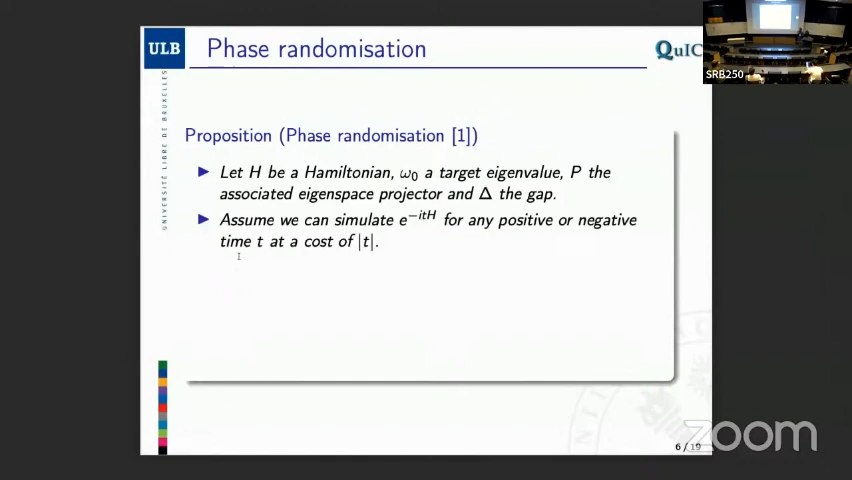 ULB
Phase randomisation
QuIC
SRB250
UNIVERSITÉ LIBRE DE BRUXELLES
Proposition (Phase randomisation [1])
Let H be a Hamiltonian, ω₀ a target eigenvalue, P the
associated eigenspace projector and Δ the gap.
Assume we can simulate e⁻ⁱᵗᴴ for any positive or negative
time t at a cost of |t|.
6 / 19
zoom